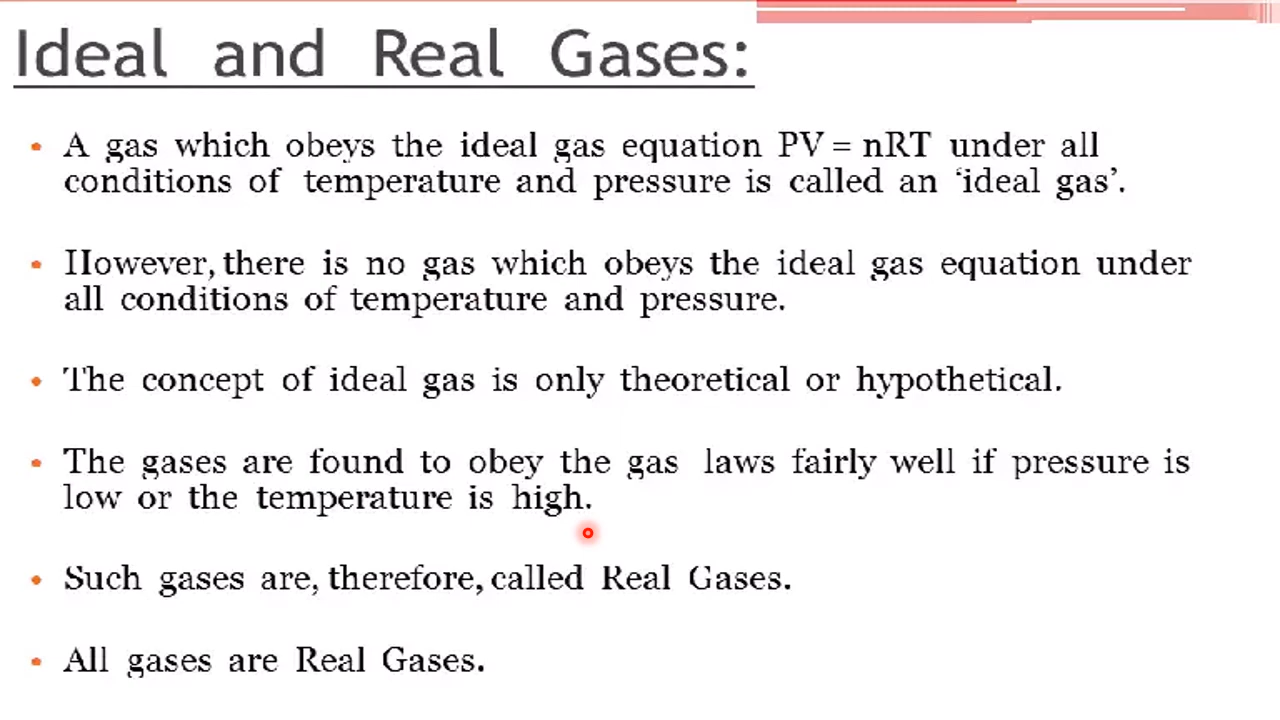 Ideal and Real Gases:
• A gas which obeys the ideal gas equation PV = nRT under all
conditions of temperature and pressure is called an ‘ideal gas’.
• However, there is no gas which obeys the ideal gas equation under
all conditions of temperature and pressure.
• The concept of ideal gas is only theoretical or hypothetical.
• The gases are found to obey the gas laws fairly well if pressure is
low or the temperature is high.
• Such gases are, therefore, called Real Gases.
• All gases are Real Gases.